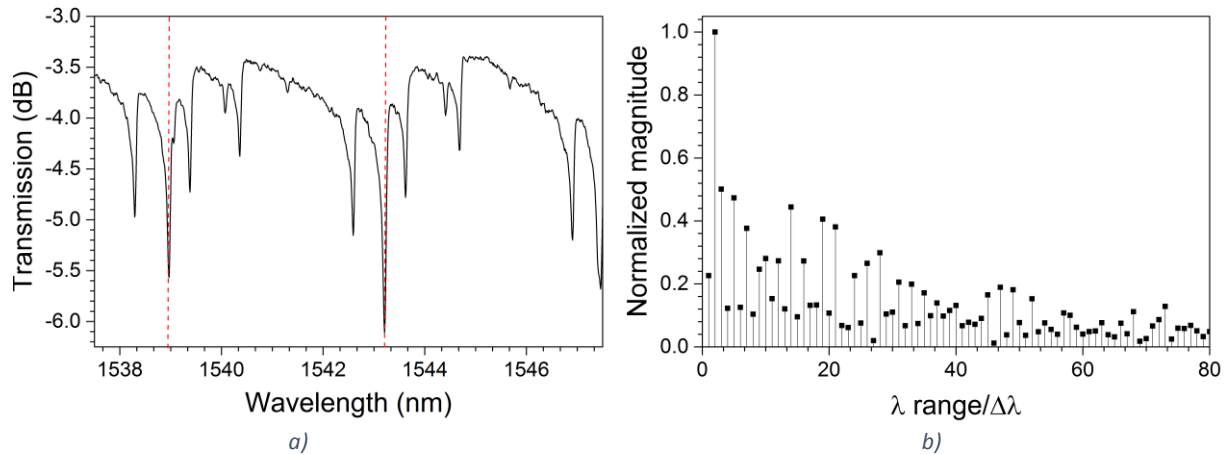 -3.0
-3.5
-4.0
-4.5
-5.0
-5.5
-6.0
Transmission (dB)
1538 1540 1542 1544 1546
Wavelength (nm)
a)
1.0
0.8
0.6
0.4
0.2
0.0
Normalized magnitude
0 20 40 60 80
λ range/Δλ
b)